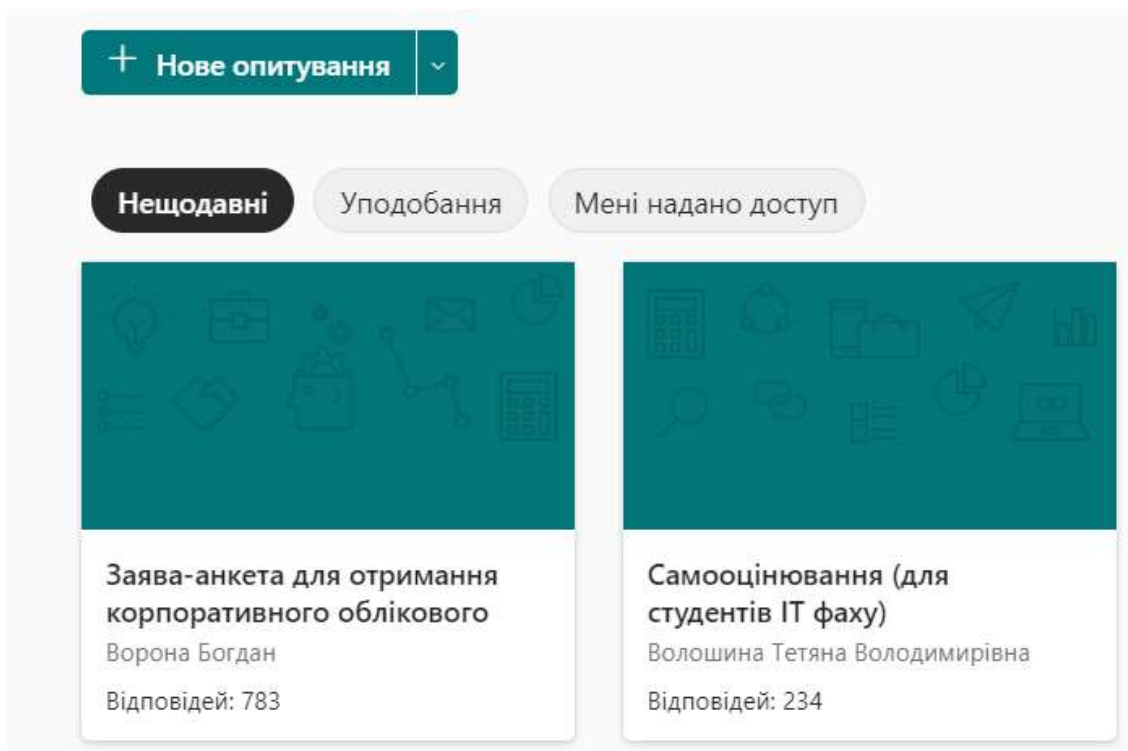 + Нове опитування
Нещодавні
Уподобання
Мені надано доступ
Заява-анкета для отримання
корпоративного облікового
Ворона Богдан
Відповідей: 783
Самооцінювання (для
студентів ІТ фаху)
Волошина Тетяна Володимирівна
Відповідей: 234